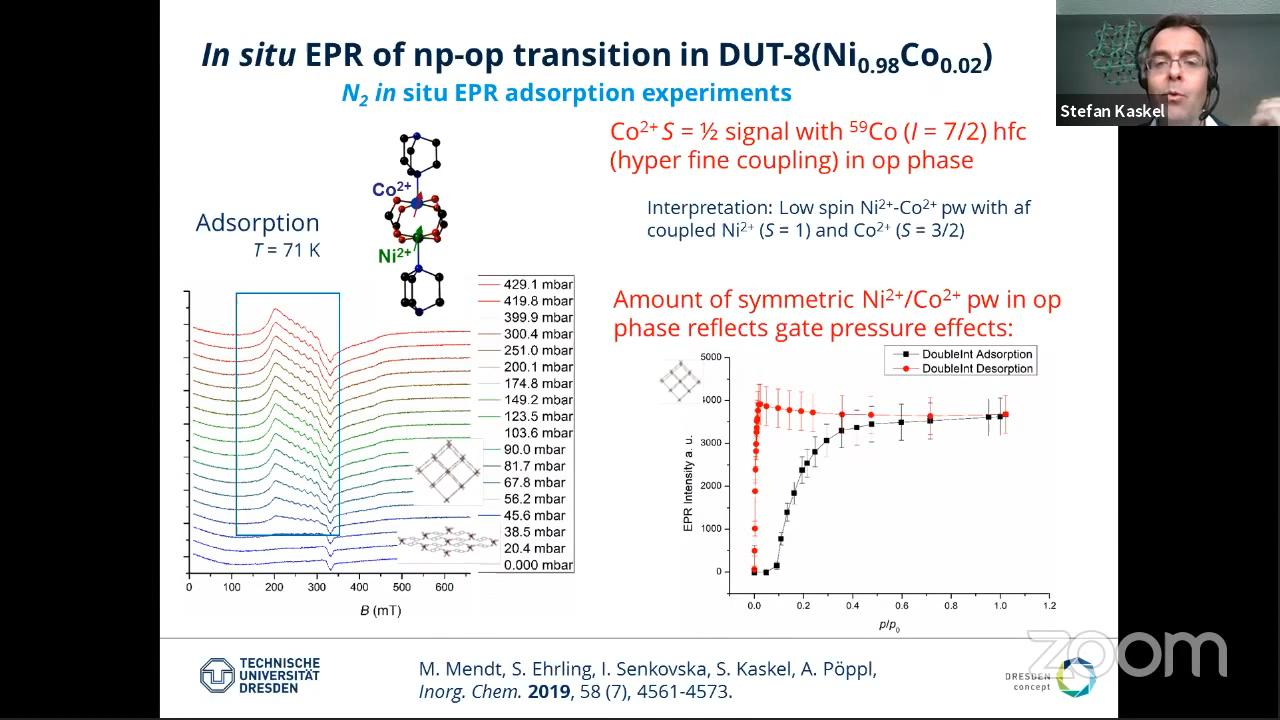 In situ EPR of np-op transition in DUT-8(Ni0.98Co0.02)
N2 in situ EPR adsorption experiments
Stefan Kaskel
Co2+ S = ½ signal with 59Co (I = 7/2) hfc
(hyper fine coupling) in op phase
Co2+
Ni2+
Adsorption
T = 71 K
Interpretation: Low spin Ni2+-Co2+ pw with af
coupled Ni2+ (S = 1) and Co2+ (S = 3/2)
429.1 mbar
419.8 mbar
399.9 mbar
300.4 mbar
251.0 mbar
200.1 mbar
174.8 mbar
149.2 mbar
123.5 mbar
103.6 mbar
90.0 mbar
81.7 mbar
67.8 mbar
56.2 mbar
45.6 mbar
38.5 mbar
20.4 mbar
0.000 mbar
0 100 200 300 400 500 600
B (mT)
Amount of symmetric Ni2+/Co2+ pw in op
phase reflects gate pressure effects:
DoubleInt Adsorption
DoubleInt Desorption
5000
4000
3000
2000
1000
0
EPR Intensity a. u.
0.0 0.2 0.4 0.6 0.8 1.0 1.2
p/p0
TECHNISCHE
UNIVERSITÄT
DRESDEN
M. Mendt, S. Ehrling, I. Senkovska, S. Kaskel, A. Pöppl,
Inorg. Chem. 2019, 58 (7), 4561-4573.
DRESDEN
concept
zoom